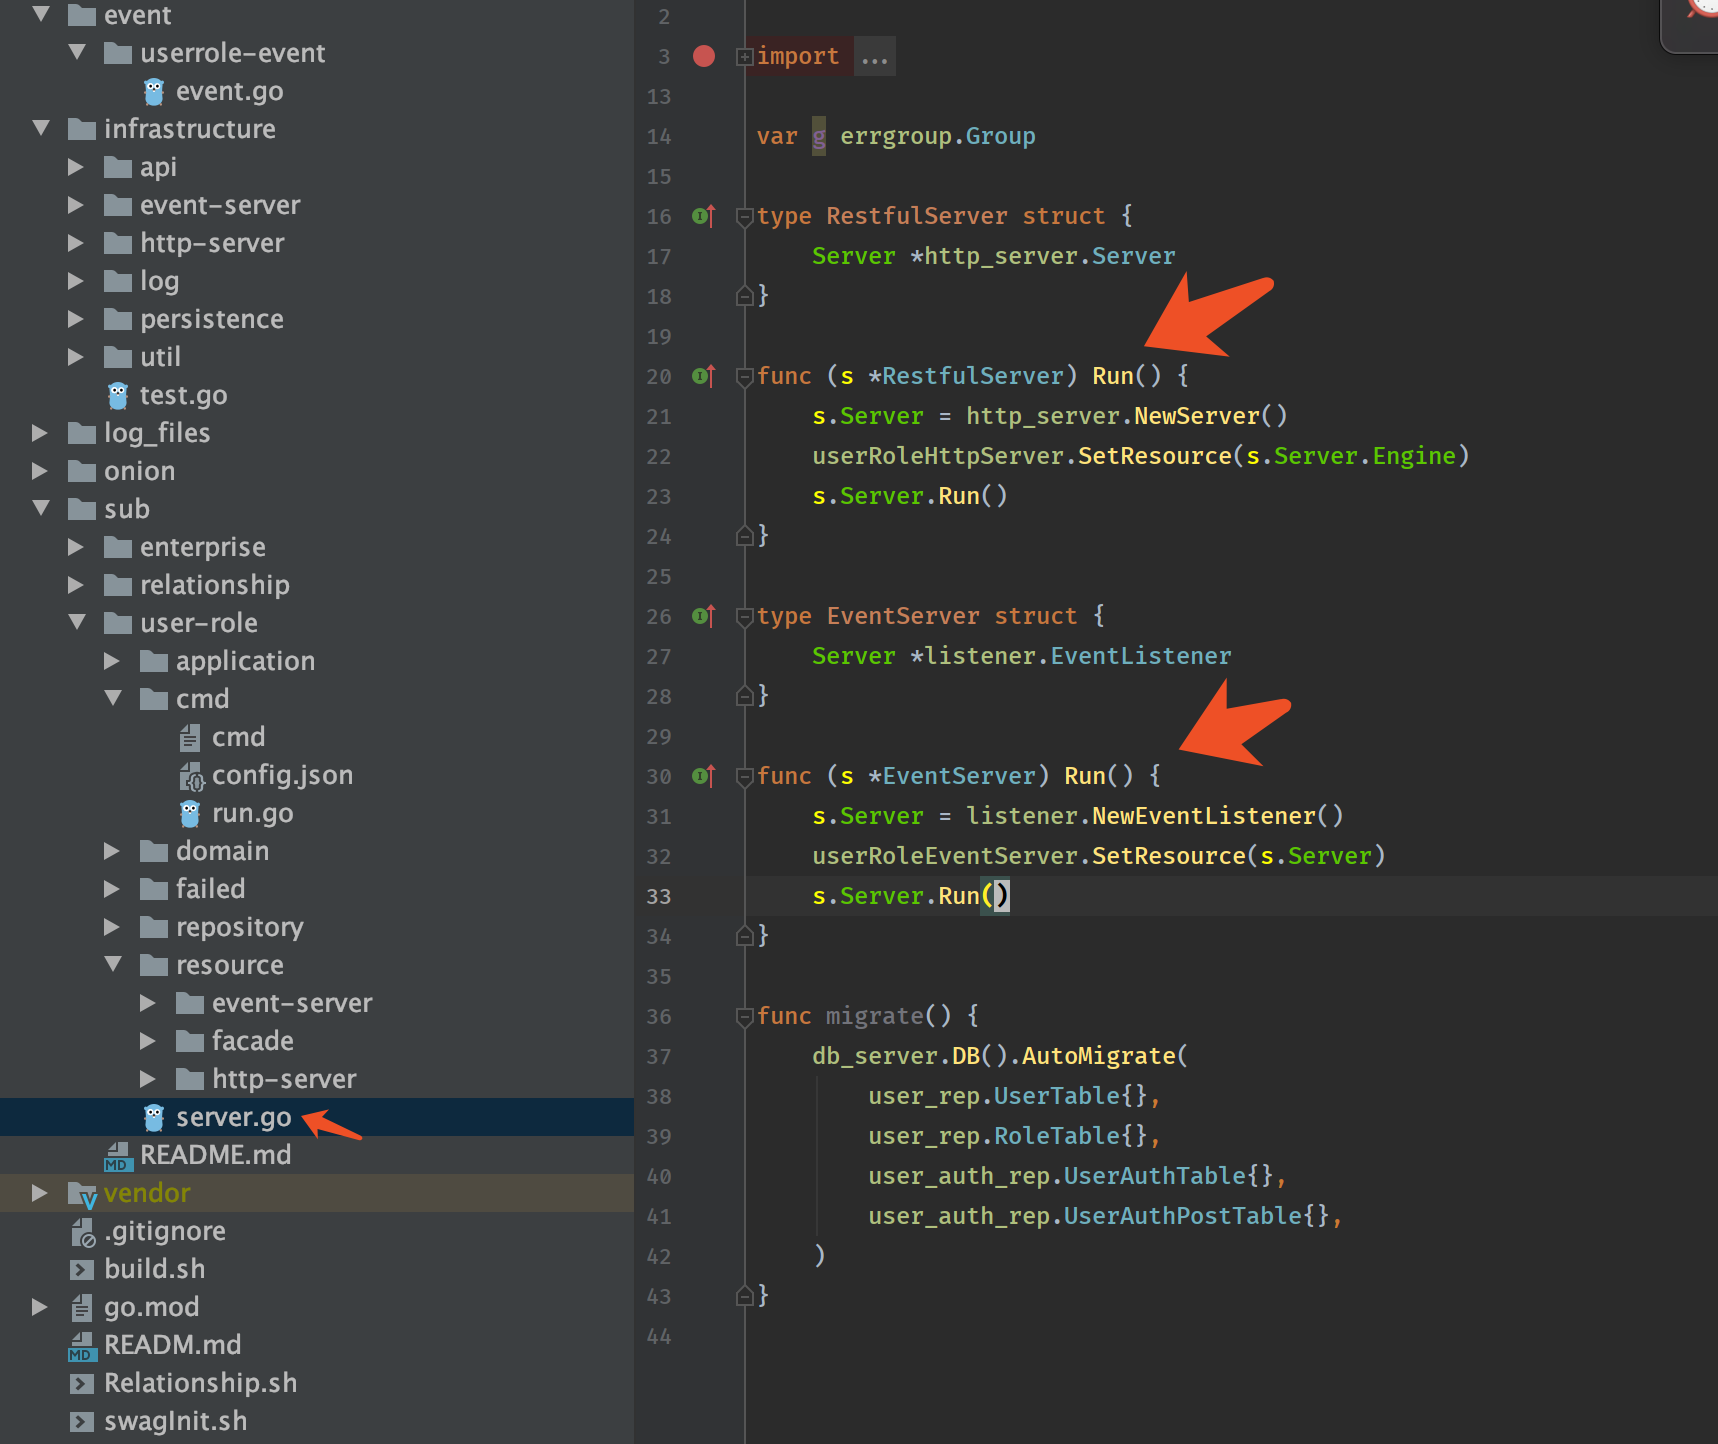 event
userrole-event
event.go
infrastructure
api
event-server
http-server
log
persistence
util
test.go
log_files
onion
sub
enterprise
relationship
user-role
application
cmd
cmd
config.json
run.go
domain
failed
repository
resource
event-server
facade
http-server
server.go
MD README.md
vendor
.gitignore
build.sh
go.mod
MD READM.md
Relationship.sh
swagInit.sh
2
3 import ...
13
14 var g errgroup.Group
15
16 type RestfulServer struct {
17 Server *http_server.Server
18 }
19
20 func (s *RestfulServer) Run() {
21 s.Server = http_server.NewServer()
22 userRoleHttpServer.SetResource(s.Server.Engine)
23 s.Server.Run()
24 }
25
26 type EventServer struct {
27 Server *listener.EventListener
28 }
29
30 func (s *EventServer) Run() {
31 s.Server = listener.NewEventListener()
32 userRoleEventServer.SetResource(s.Server)
33 s.Server.Run()
34 }
35
36 func migrate() {
37 db_server.DB().AutoMigrate(
38 user_rep.UserTable{},
39 user_rep.RoleTable{},
40 user_auth_rep.UserAuthTable{},
41 user_auth_rep.UserAuthPostTable{},
42 )
43 }
44